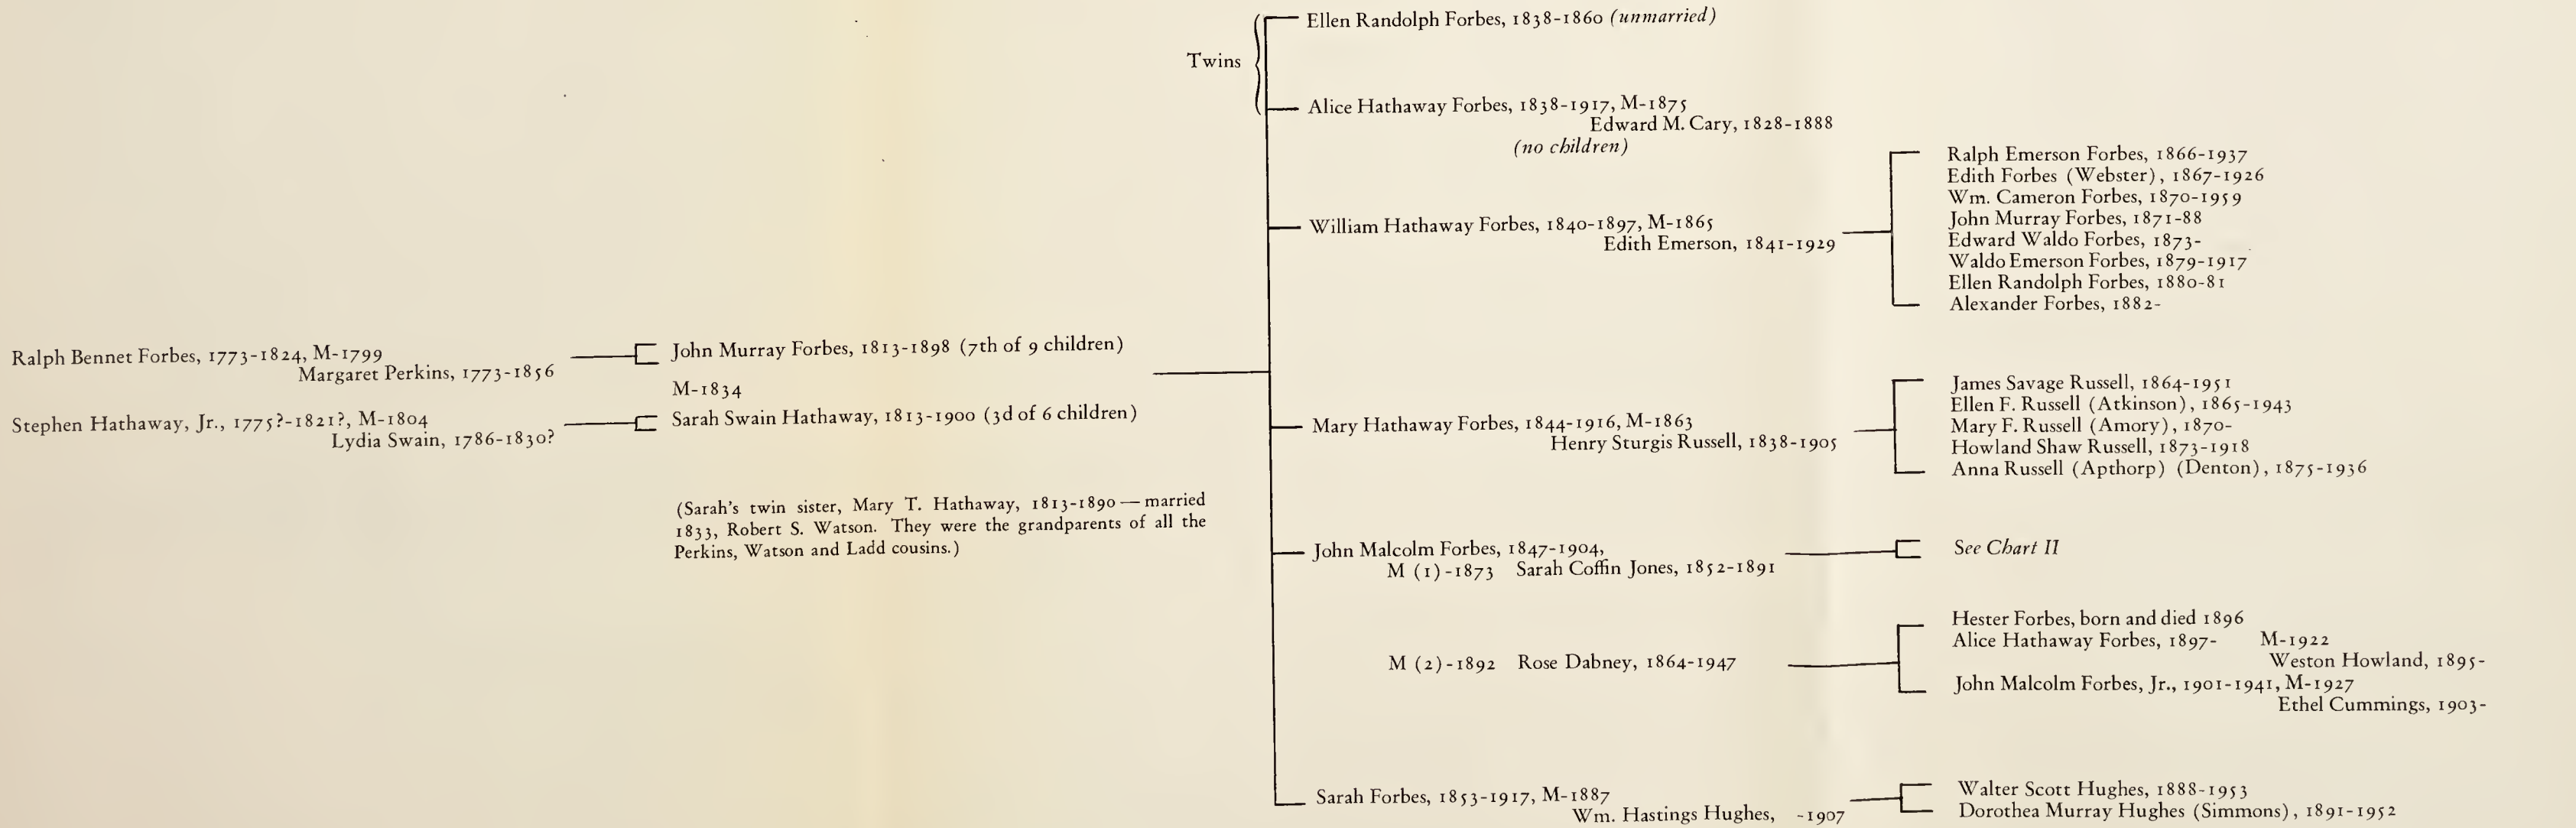 Ralph Bennet Forbes, 1773-1824, M-1799
Margaret Perkins, 1773-1856
Stephen Hathaway, Jr., 1775?-1821?, M-1804
Lydia Swain, 1786-1830?
John Murray Forbes, 1813-1898 (7th of 9 children)
M-1834
Sarah Swain Hathaway, 1813-1900 (3d of 6 children)
(Sarah's twin sister, Mary T. Hathaway, 1813-1890 — married
1833, Robert S. Watson. They were the grandparents of all the
Perkins, Watson and Ladd cousins.)
Twins
Ellen Randolph Forbes, 1838-1860 (unmarried)
Alice Hathaway Forbes, 1838-1917, M-1875
Edward M. Cary, 1828-1888
(no children)
William Hathaway Forbes, 1840-1897, M-1865
Edith Emerson, 1841-1929
Ralph Emerson Forbes, 1866-1937
Edith Forbes (Webster), 1867-1926
Wm. Cameron Forbes, 1870-1959
John Murray Forbes, 1871-88
Edward Waldo Forbes, 1873-
Waldo Emerson Forbes, 1879-1917
Ellen Randolph Forbes, 1880-81
Alexander Forbes, 1882-
Mary Hathaway Forbes, 1844-1916, M-1863
Henry Sturgis Russell, 1838-1905
James Savage Russell, 1864-1951
Ellen F. Russell (Atkinson), 1865-1943
Mary F. Russell (Amory), 1870-
Howland Shaw Russell, 1873-1918
Anna Russell (Apthorp) (Denton), 1875-1936
John Malcolm Forbes, 1847-1904,
M (1)-1873 Sarah Coffin Jones, 1852-1891
See Chart II
M (2)-1892 Rose Dabney, 1864-1947
Hester Forbes, born and died 1896
Alice Hathaway Forbes, 1897- M-1922
Weston Howland, 1895-
John Malcolm Forbes, Jr., 1901-1941, M-1927
Ethel Cummings, 1903-
Sarah Forbes, 1853-1917, M-1887
Wm. Hastings Hughes, -1907
Walter Scott Hughes, 1888-1953
Dorothea Murray Hughes (Simmons), 1891-1952